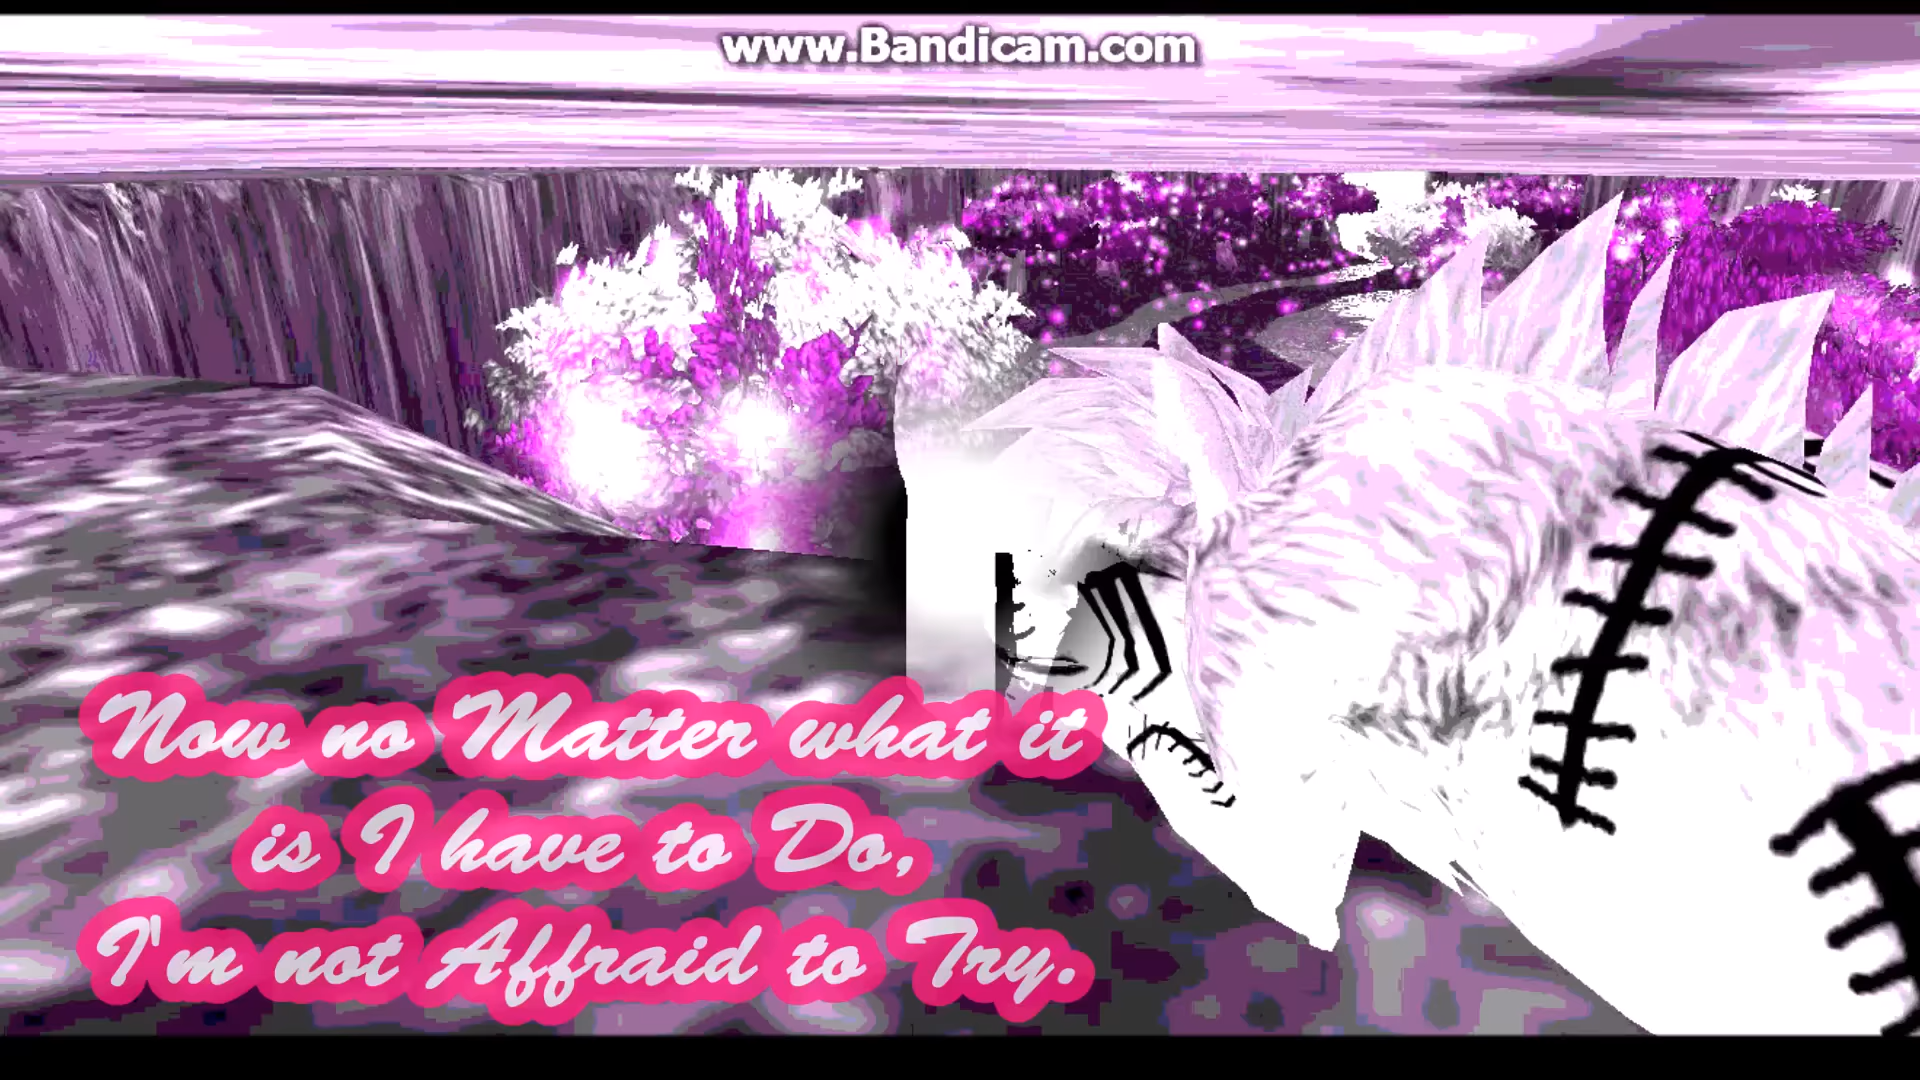 www.Bandicam.com
Now no Matter what it
is I have to Do,
I'm not Affraid to Try.